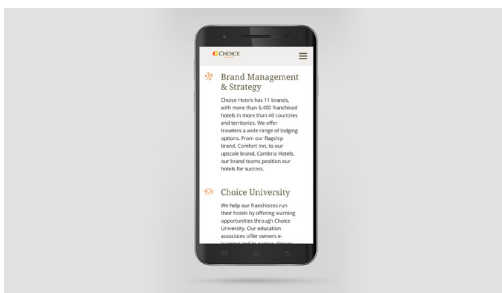 CHOICE
Brand Management
& Strategy
Choice Hotels has 11 brands,
with more than 6,400 franchised
hotels in more than 40 countries
and territories. We offer
travelers a wide range of lodging
options. From our flagship
brand, Comfort Inn, to our
upscale brand, Cambria Hotels,
our brand teams position our
hotels for success.
Choice University
We help our franchisees run
their hotels by offering learning
opportunities through Choice
University. Our education
associates offer owners e-